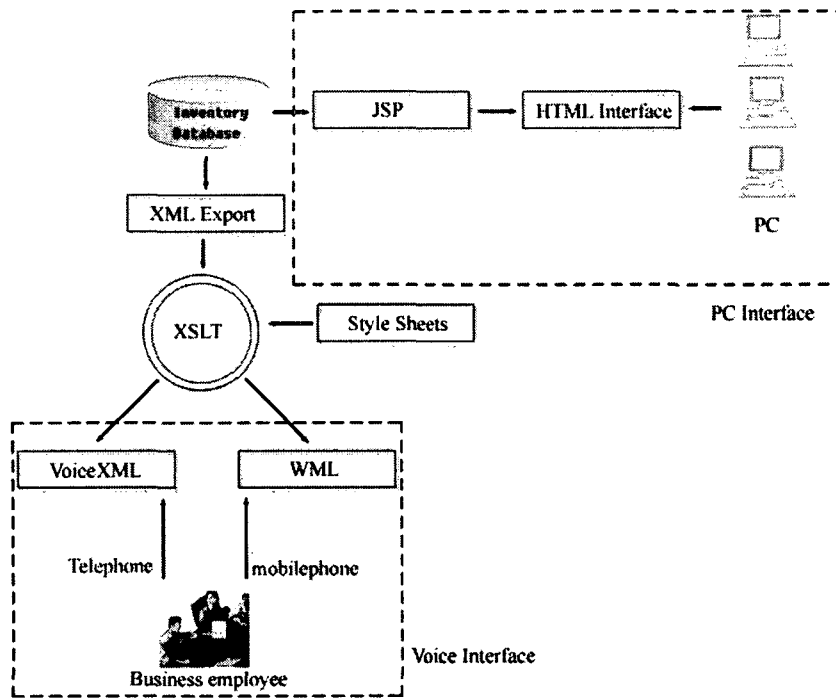 Inventory
Database
JSP
HTML Interface
PC
XML Export
PC Interface
XSLT
Style Sheets
VoiceXML
WML
Telephone
mobilephone
Business employee
Voice Interface